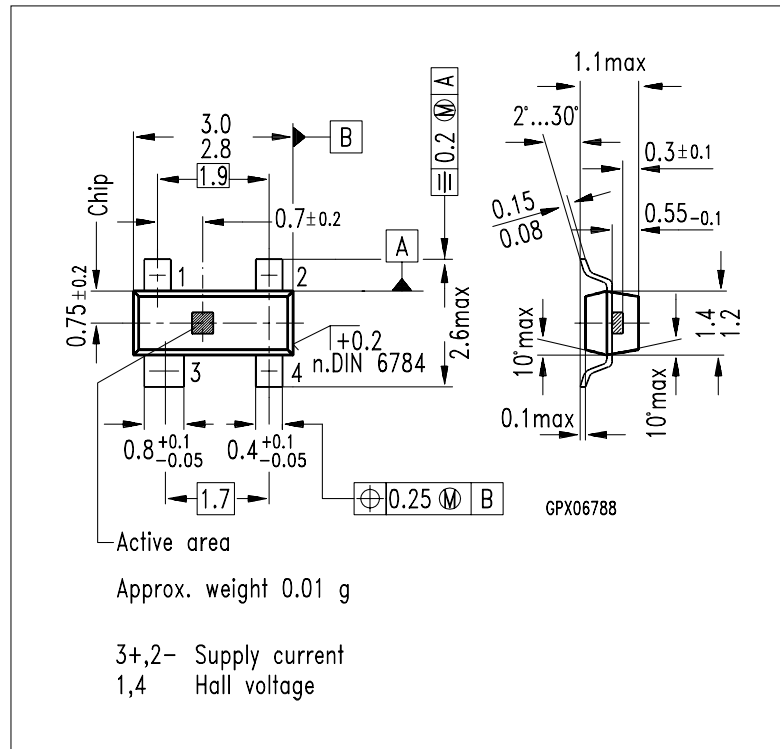 1.1max
2°...30°
3.0
2.8
B
1.9
⌯ 0.2 Ⓜ A
0.3±0.1
Chip
0.7±0.2
0.15
0.08
0.55-0.1
1
2
A
0.75±0.2
2.6max
1.4
1.2
+0.2
n.DIN 6784
10°max
10°max
3
4
0.1max
0.8 +0.1 -0.05
0.4 +0.1 -0.05
1.7
⌖ 0.25 Ⓜ B
GPX06788
Active area
Approx. weight 0.01 g
3+,2- Supply current
1,4 Hall voltage